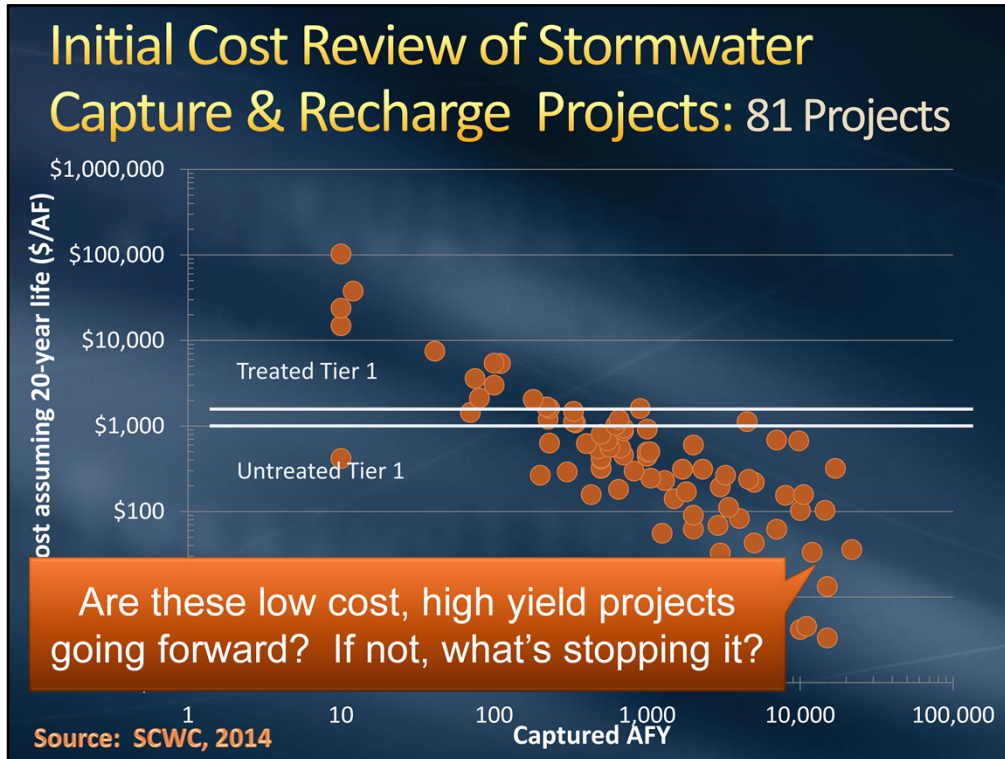 Initial Cost Review of Stormwater
Capture & Recharge Projects: 81 Projects
$1,000,000
$100,000
$10,000
$1,000
$100
ost assuming 20-year life ($/AF)
Treated Tier 1
Untreated Tier 1
Are these low cost, high yield projects
going forward? If not, what's stopping it?
1
10
100
1,000
10,000
100,000
Captured AFY
Source: SCWC, 2014